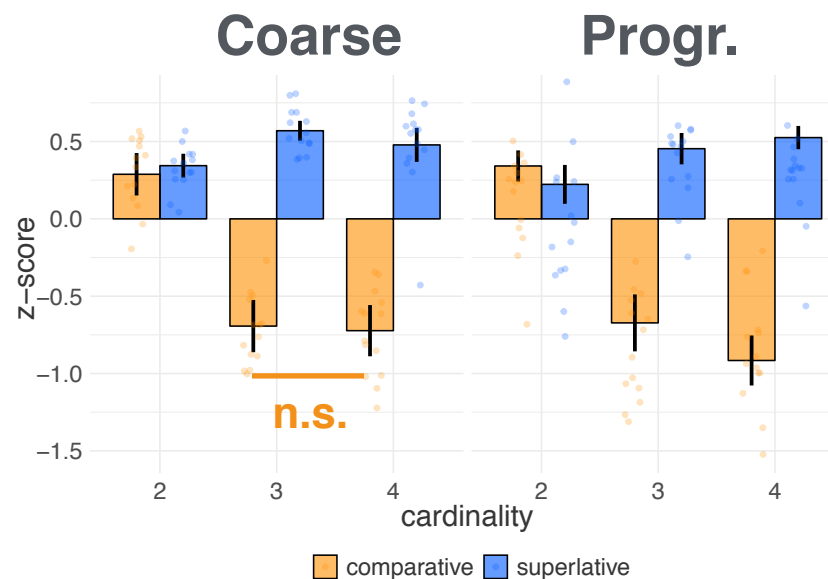 Coarse Progr.
z−score
0.5
0.0
−0.5
−1.0
−1.5
n.s.
2 3 4 2 3 4
cardinality
comparative superlative